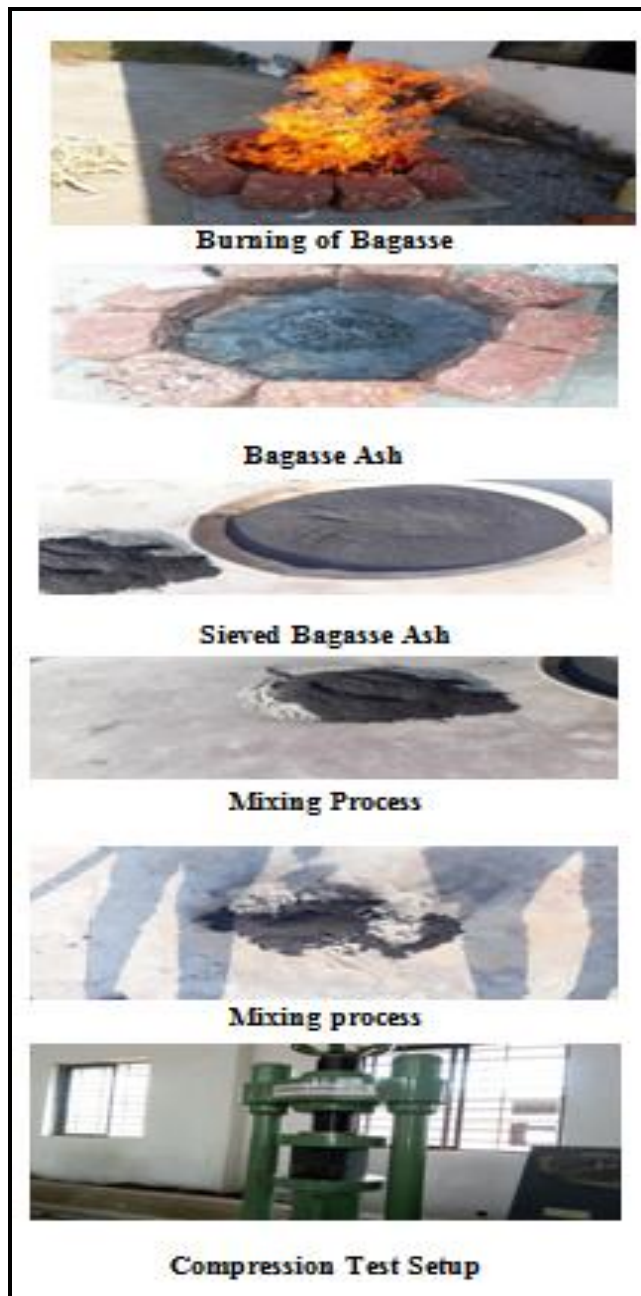 Burning of Bagasse
Bagasse Ash
Sieved Bagasse Ash
Mixing Process
Mixing process
Compression Test Setup